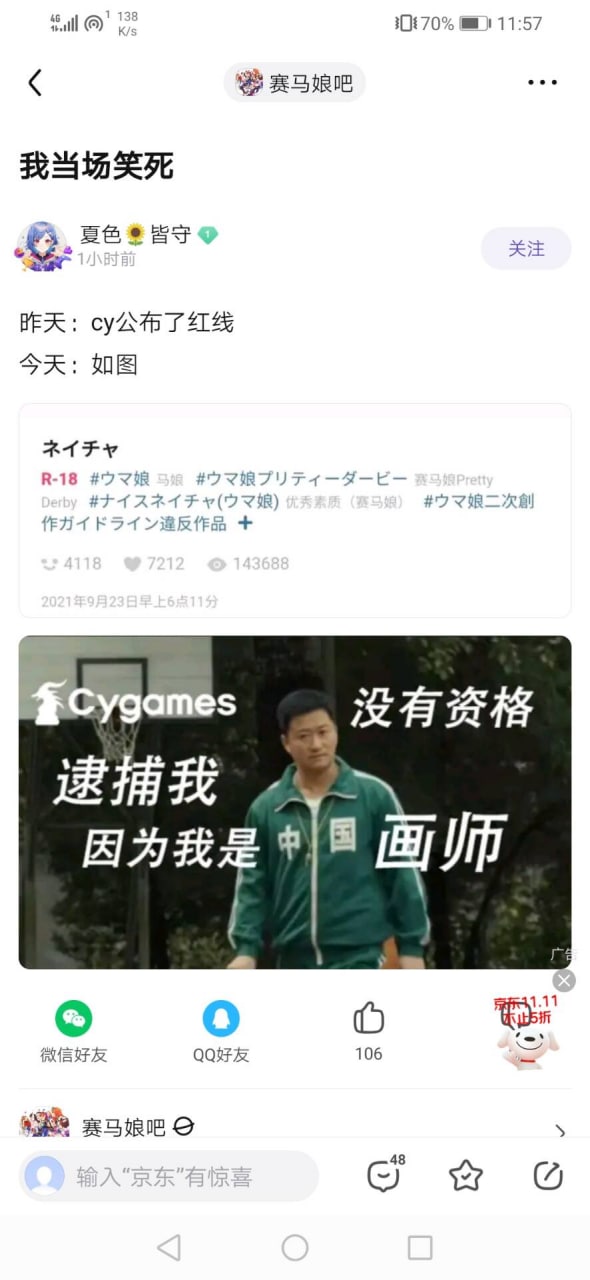 4G 1 138 K/s 70% 11:57
赛马娘吧
我当场笑死
夏色🌻皆守 1
1小时前
关注
昨天：cy公布了红线
今天：如图
ネイチャ
R-18 #ウマ娘 马娘 #ウマ娘プリティーダービー 赛马娘Pretty
Derby #ナイスネイチャ(ウマ娘) 优秀素质（赛马娘） #ウマ娘二次創
作ガイドライン違反作品 +
4118 7212 143688
2021年9月23日早上6点11分
Cygames 没有资格
逮捕我
因为我是 中国 画师
广告
京东11.11
不止5折
微信好友 QQ好友 106
赛马娘吧
输入“京东”有惊喜 48